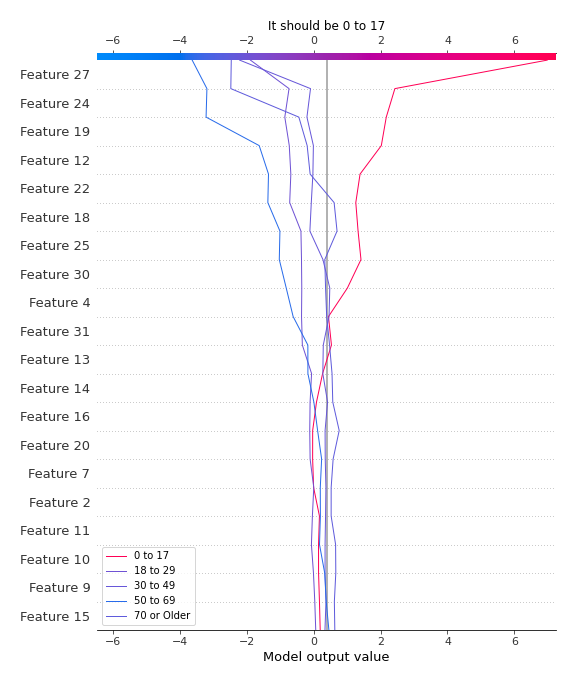 It should be 0 to 17
−6 −4 −2 0 2 4 6
Feature 27
Feature 24
Feature 19
Feature 12
Feature 22
Feature 18
Feature 25
Feature 30
Feature 4
Feature 31
Feature 13
Feature 14
Feature 16
Feature 20
Feature 7
Feature 2
Feature 11
Feature 10
Feature 9
Feature 15
0 to 17
18 to 29
30 to 49
50 to 69
70 or Older
−6 −4 −2 0 2 4 6
Model output value